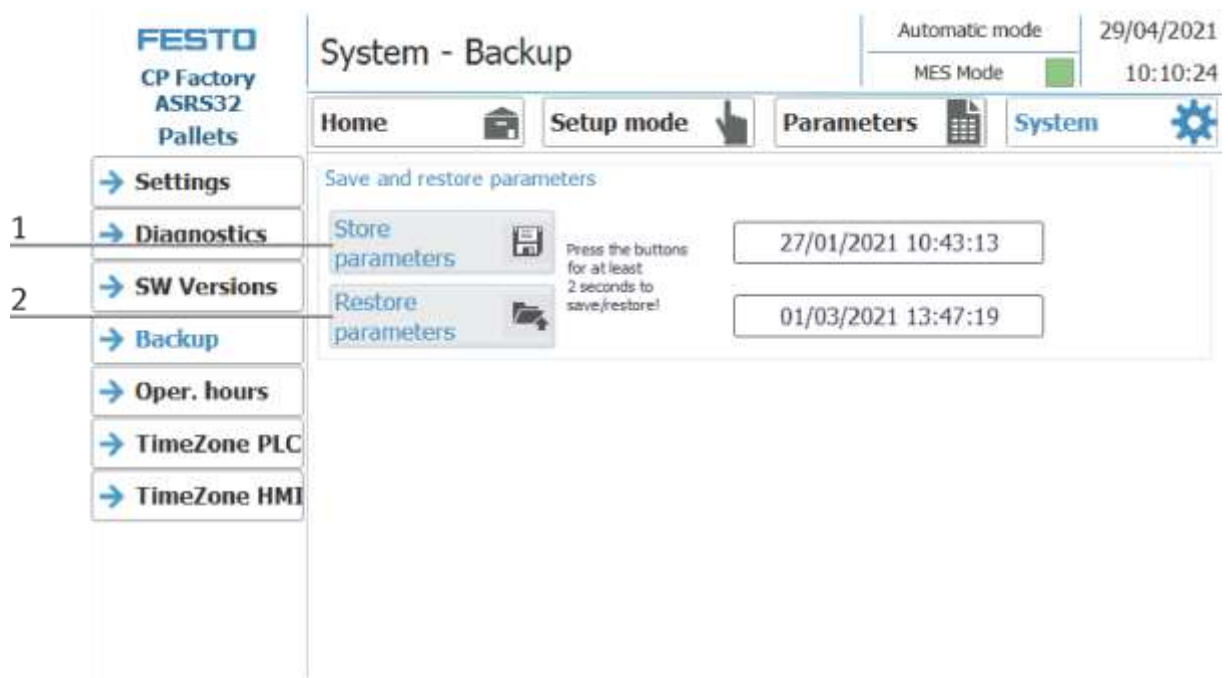 FESTO
CP Factory
ASRS32
Pallets
System - Backup
Automatic mode
MES Mode
29/04/2021
10:10:24
Home
Setup mode
Parameters
System
Settings
Diagnostics
SW Versions
Backup
Oper. hours
TimeZone PLC
TimeZone HMI
1
2
Save and restore parameters
Store
parameters
Press the buttons
for at least
2 seconds to
save/restore!
27/01/2021 10:43:13
Restore
parameters
01/03/2021 13:47:19